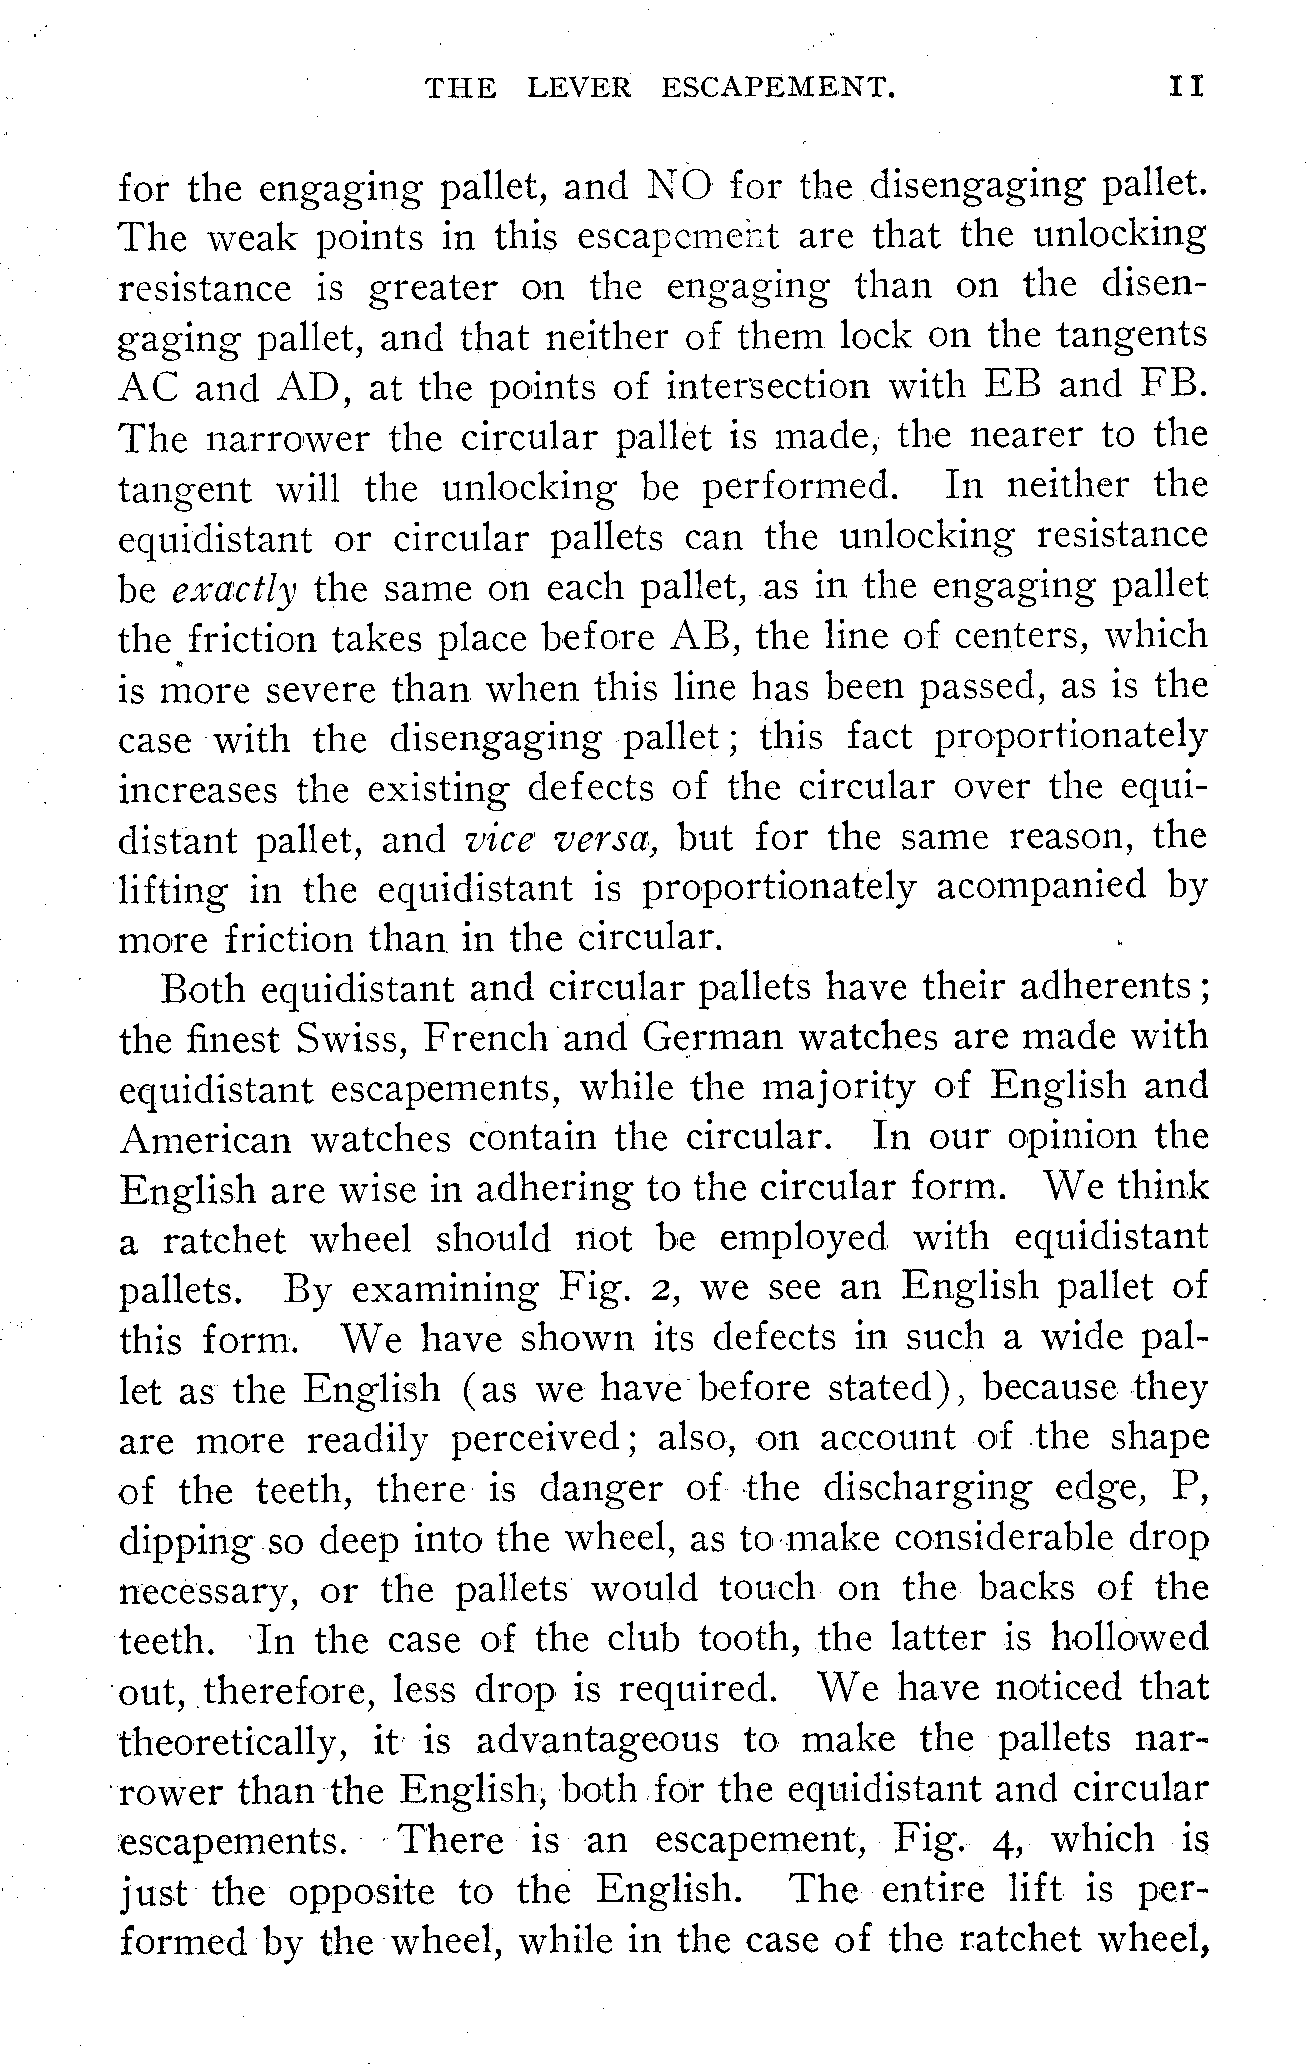 THE LEVER ESCAPEMENT. 11
for the engaging pallet, and NO for the disengaging pallet.
The weak points in this escapement are that the unlocking
resistance is greater on the engaging than on the disen-
gaging pallet, and that neither of them lock on the tangents
AC and AD, at the points of intersection with EB and FB.
The narrower the circular pallet is made, the nearer to the
tangent will the unlocking be performed. In neither the
equidistant or circular pallets can the unlocking resistance
be exactly the same on each pallet, as in the engaging pallet
the friction takes place before AB, the line of centers, which
is more severe than when this line has been passed, as is the
case with the disengaging pallet; this fact proportionately
increases the existing defects of the circular over the equi-
distant pallet, and vice versa, but for the same reason, the
lifting in the equidistant is proportionately acompanied by
more friction than in the circular.
Both equidistant and circular pallets have their adherents;
the finest Swiss, French and German watches are made with
equidistant escapements, while the majority of English and
American watches contain the circular. In our opinion the
English are wise in adhering to the circular form. We think
a ratchet wheel should not be employed with equidistant
pallets. By examining Fig. 2, we see an English pallet of
this form. We have shown its defects in such a wide pal-
let as the English (as we have before stated), because they
are more readily perceived; also, on account of the shape
of the teeth, there is danger of the discharging edge, P,
dipping so deep into the wheel, as to make considerable drop
necessary, or the pallets would touch on the backs of the
teeth. In the case of the club tooth, the latter is hollowed
out, therefore, less drop is required. We have noticed that
theoretically, it is advantageous to make the pallets nar-
rower than the English, both for the equidistant and circular
escapements. There is an escapement, Fig. 4, which is
just the opposite to the English. The entire lift is per-
formed by the wheel, while in the case of the ratchet wheel,